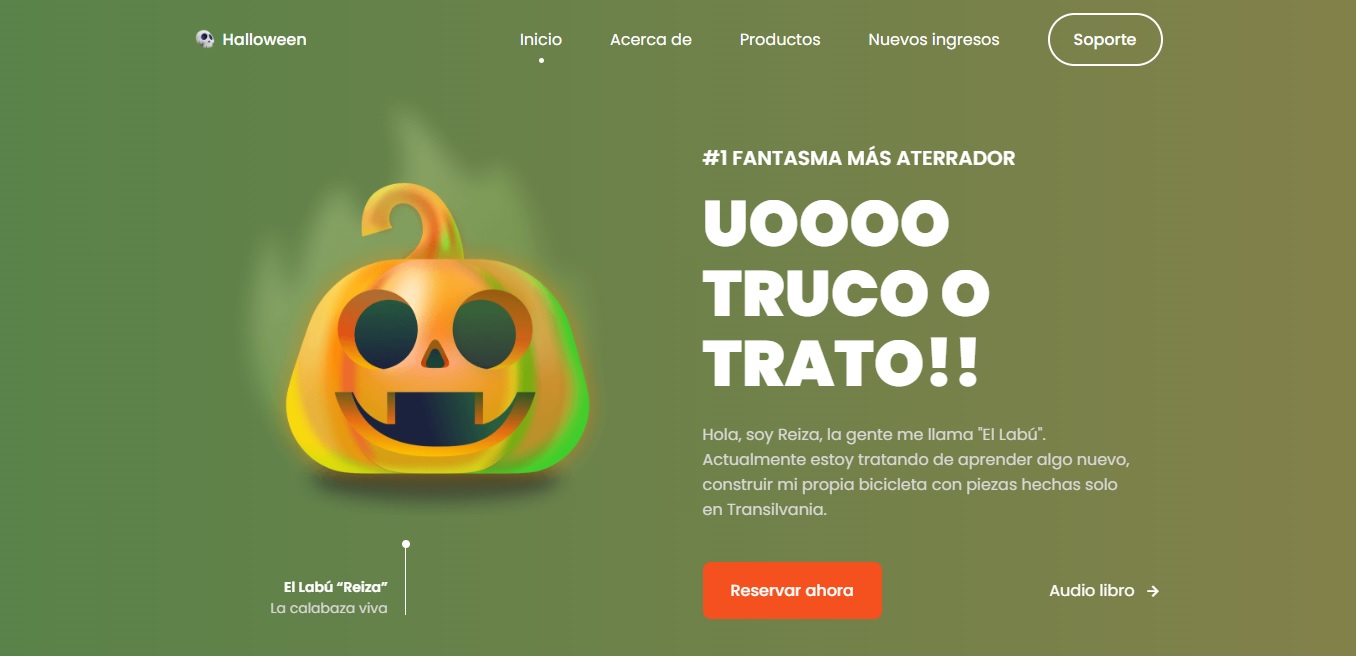 Halloween
Inicio
Acerca de
Productos
Nuevos ingresos
Soporte
#1 FANTASMA MÁS ATERRADOR
UOOOO
TRUCO O
TRATO!!
Hola, soy Reiza, la gente me llama "El Labú".
Actualmente estoy tratando de aprender algo nuevo,
construir mi propia bicicleta con piezas hechas solo
en Transilvania.
Reservar ahora
Audio libro
El Labú “Reiza”
La calabaza viva